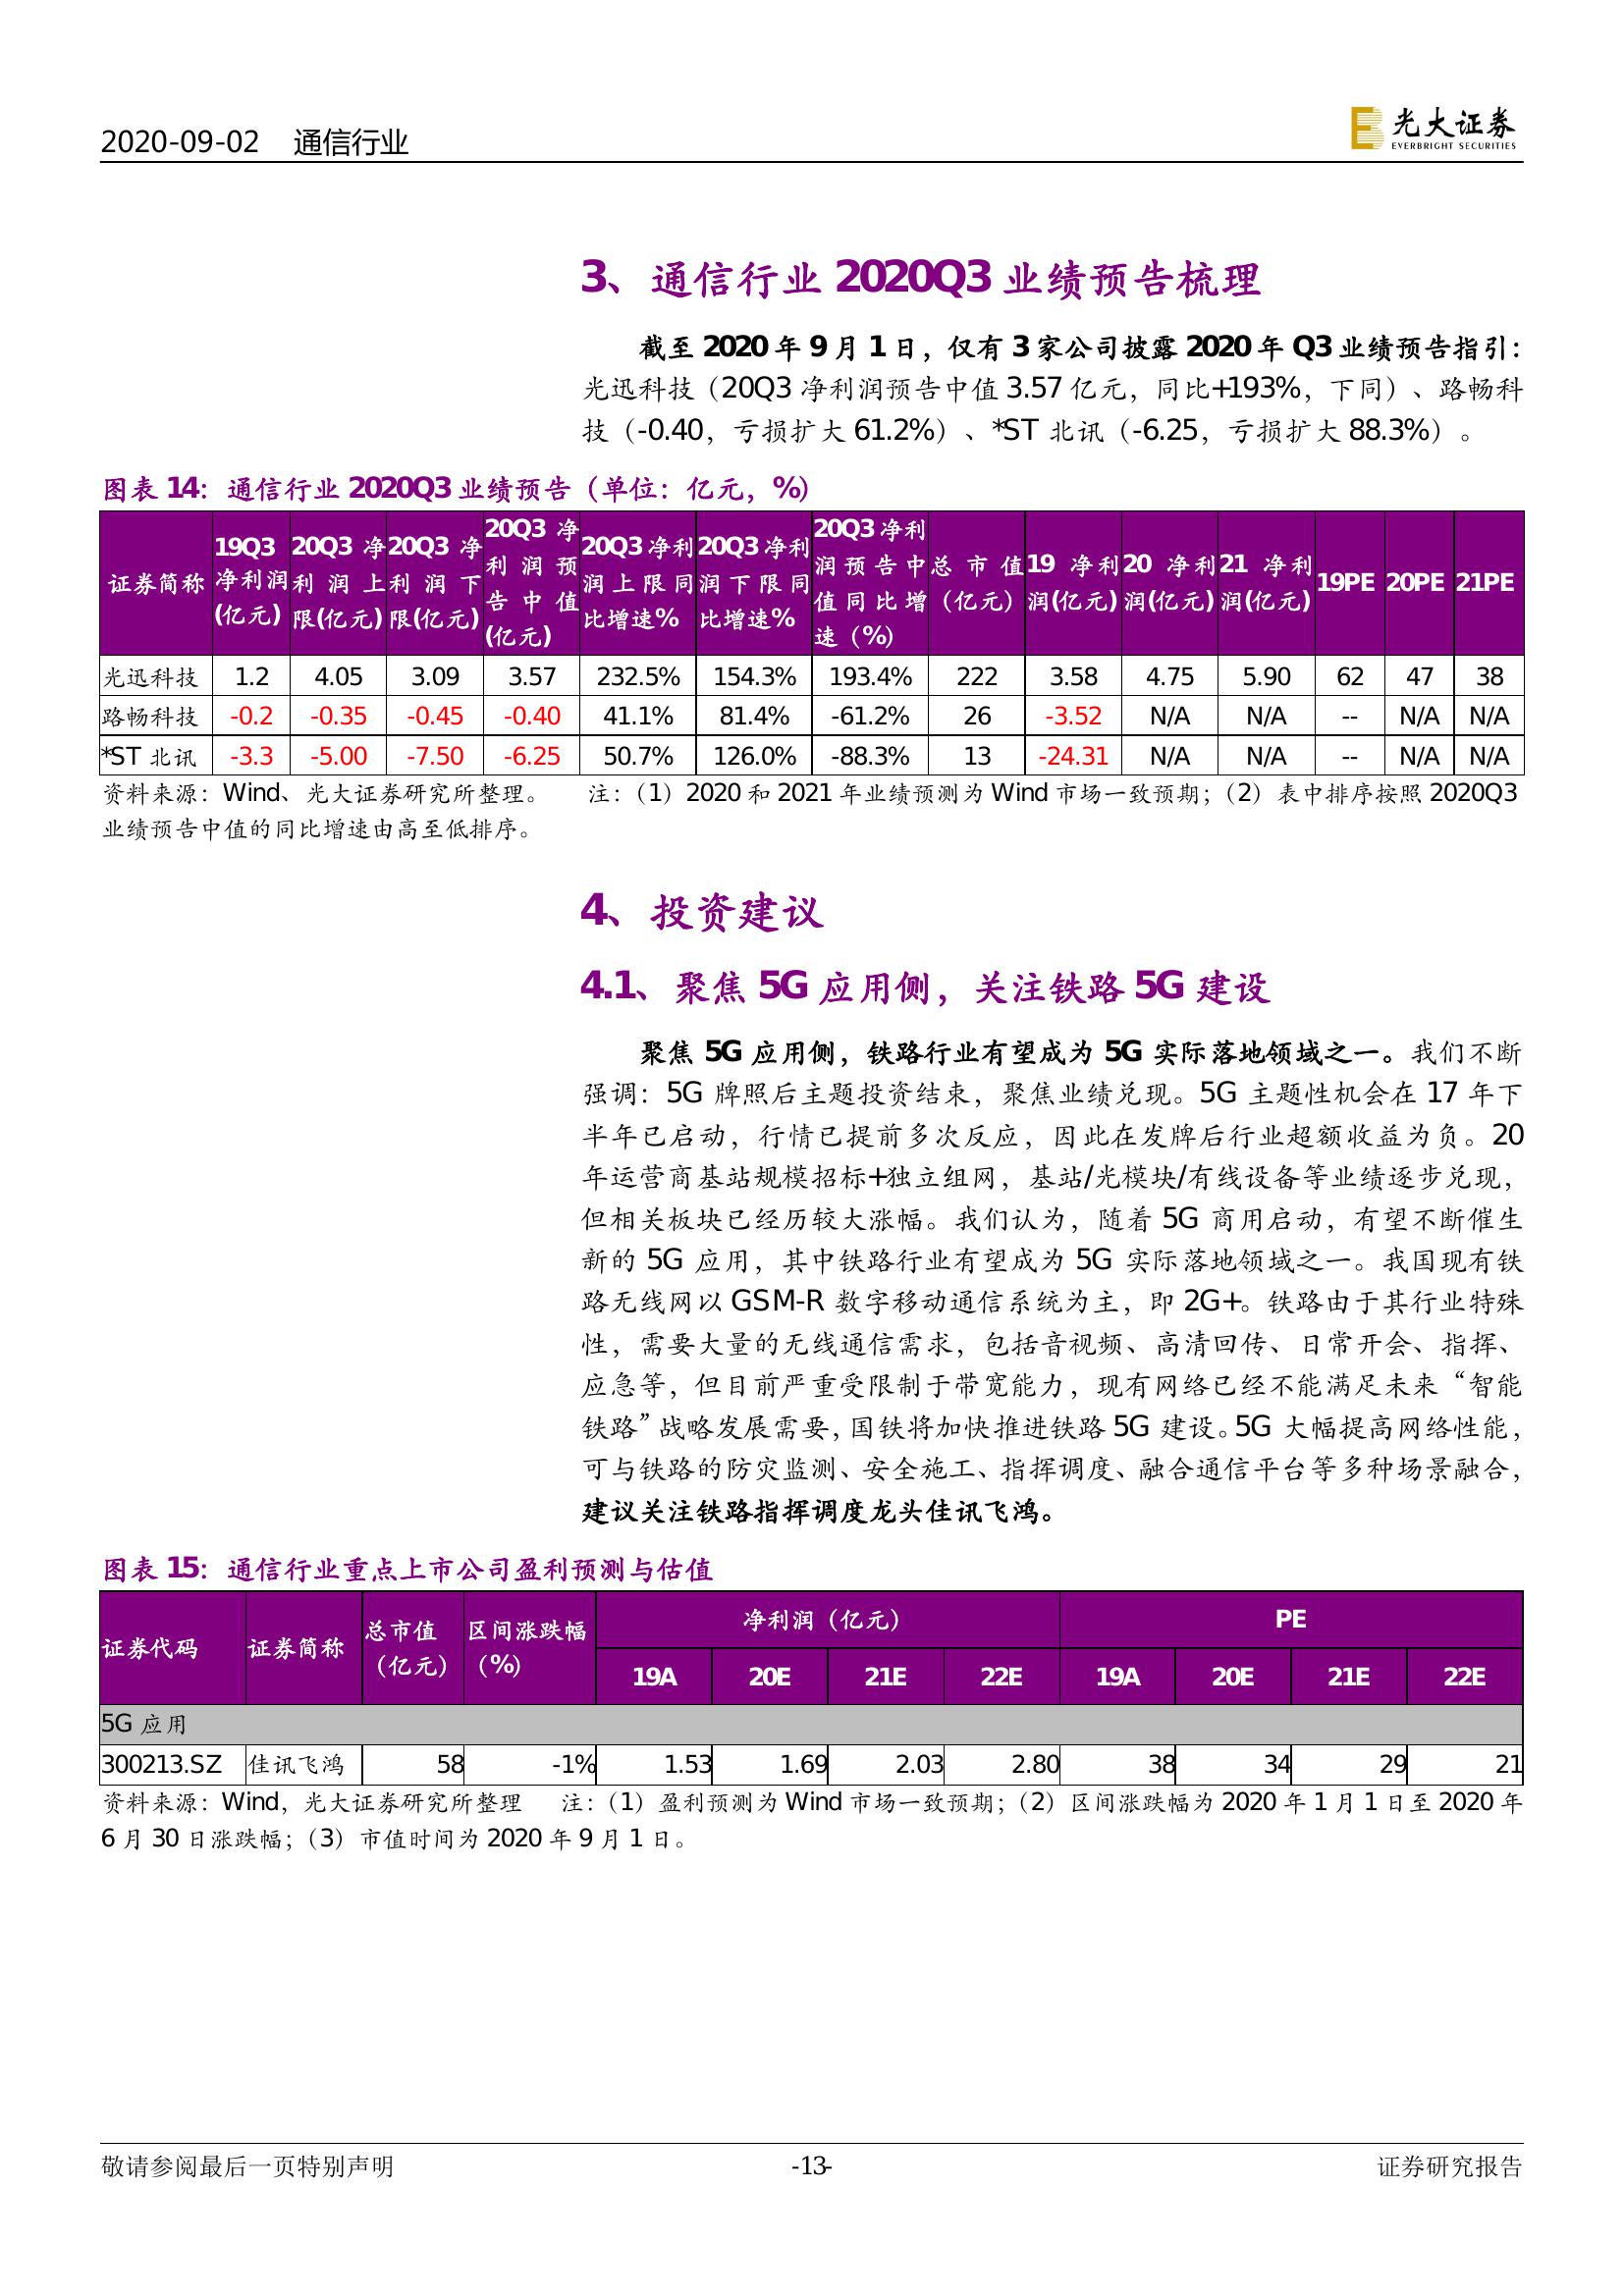 2020-09-02 通信行业
光大证券
EVERBRIGHT SECURITIES
3、通信行业 2020Q3 业绩预告梳理
截至 2020 年 9 月 1 日，仅有 3 家公司披露 2020 年 Q3 业绩预告指引：
光迅科技（20Q3 净利润预告中值 3.57 亿元，同比+193%，下同）、路畅科
技（-0.40，亏损扩大 61.2%）、*ST 北讯（-6.25，亏损扩大 88.3%）。
图表 14：通信行业 2020Q3 业绩预告（单位：亿元，%）
证券简称 19Q3净利润(亿元) 20Q3 净利润上限(亿元) 20Q3 净利润下限(亿元) 20Q3 净利润预告中值(亿元) 20Q3 净利润上限同比增速% 20Q3 净利润下限同比增速% 20Q3 净利润预告中值同比增速（%） 总市值（亿元） 19 净利润(亿元) 20 净利润(亿元) 21 净利润(亿元) 19PE 20PE 21PE
光迅科技 1.2 4.05 3.09 3.57 232.5% 154.3% 193.4% 222 3.58 4.75 5.90 62 47 38
路畅科技 -0.2 -0.35 -0.45 -0.40 41.1% 81.4% -61.2% 26 -3.52 N/A N/A -- N/A N/A
*ST 北讯 -3.3 -5.00 -7.50 -6.25 50.7% 126.0% -88.3% 13 -24.31 N/A N/A -- N/A N/A
资料来源：Wind、光大证券研究所整理。 注：（1）2020 和 2021 年业绩预测为 Wind 市场一致预期；（2）表中排序按照 2020Q3
业绩预告中值的同比增速由高至低排序。
4、投资建议
4.1、聚焦 5G 应用侧，关注铁路 5G 建设
聚焦 5G 应用侧，铁路行业有望成为 5G 实际落地领域之一。我们不断
强调：5G 牌照后主题投资结束，聚焦业绩兑现。5G 主题性机会在 17 年下
半年已启动，行情已提前多次反应，因此在发牌后行业超额收益为负。20
年运营商基站规模招标+独立组网，基站/光模块/有线设备等业绩逐步兑现，
但相关板块已经历较大涨幅。我们认为，随着 5G 商用启动，有望不断催生
新的 5G 应用，其中铁路行业有望成为 5G 实际落地领域之一。我国现有铁
路无线网以 GSM-R 数字移动通信系统为主，即 2G+。铁路由于其行业特殊
性，需要大量的无线通信需求，包括音视频、高清回传、日常开会、指挥、
应急等，但目前严重受限制于带宽能力，现有网络已经不能满足未来“智能
铁路”战略发展需要，国铁将加快推进铁路 5G 建设。5G 大幅提高网络性能，
可与铁路的防灾监测、安全施工、指挥调度、融合通信平台等多种场景融合，
建议关注铁路指挥调度龙头佳讯飞鸿。
图表 15：通信行业重点上市公司盈利预测与估值
证券代码 证券简称 总市值（亿元） 区间涨跌幅（%） 净利润（亿元） PE
19A 20E 21E 22E 19A 20E 21E 22E
5G 应用
300213.SZ 佳讯飞鸿 58 -1% 1.53 1.69 2.03 2.80 38 34 29 21
资料来源：Wind，光大证券研究所整理 注：（1）盈利预测为 Wind 市场一致预期；（2）区间涨跌幅为 2020 年 1 月 1 日至 2020 年
6 月 30 日涨跌幅；（3）市值时间为 2020 年 9 月 1 日。
敬请参阅最后一页特别声明 -13- 证券研究报告